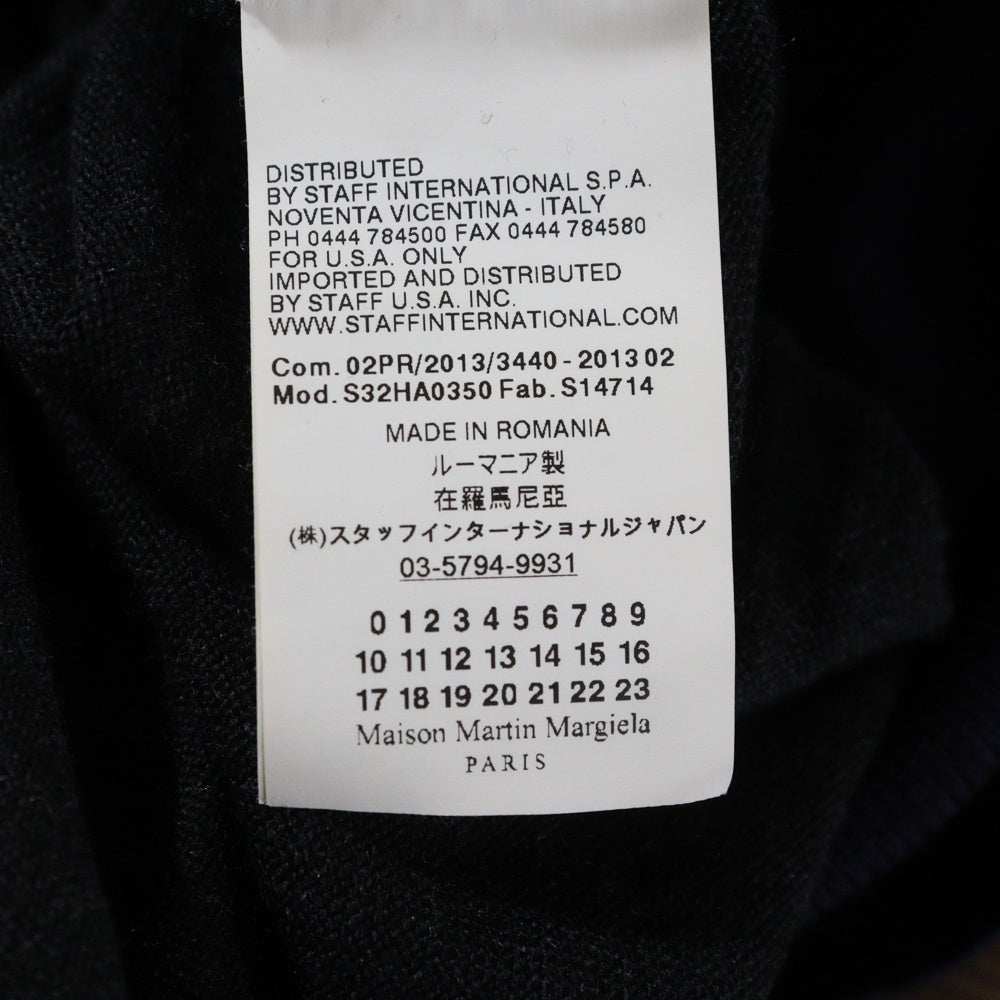 DISTRIBUTED
BY STAFF INTERNATIONAL S.P.A.
NOVENTA VICENTINA - ITALY
PH 0444 784500 FAX 0444 784580
FOR U.S.A. ONLY
IMPORTED AND DISTRIBUTED
BY STAFF U.S.A. INC.
WWW.STAFFINTERNATIONAL.COM
Com. 02PR/2013/3440 - 2013 02
Mod. S32HA0350 Fab. S14714
MADE IN ROMANIA
ルーマニア製
在羅馬尼亞
(株)スタッフインターナショナルジャパン
03-5794-9931
0 1 2 3 4 5 6 7 8 9
10 11 12 13 14 15 16
17 18 19 20 21 22 23
Maison Martin Margiela
PARIS